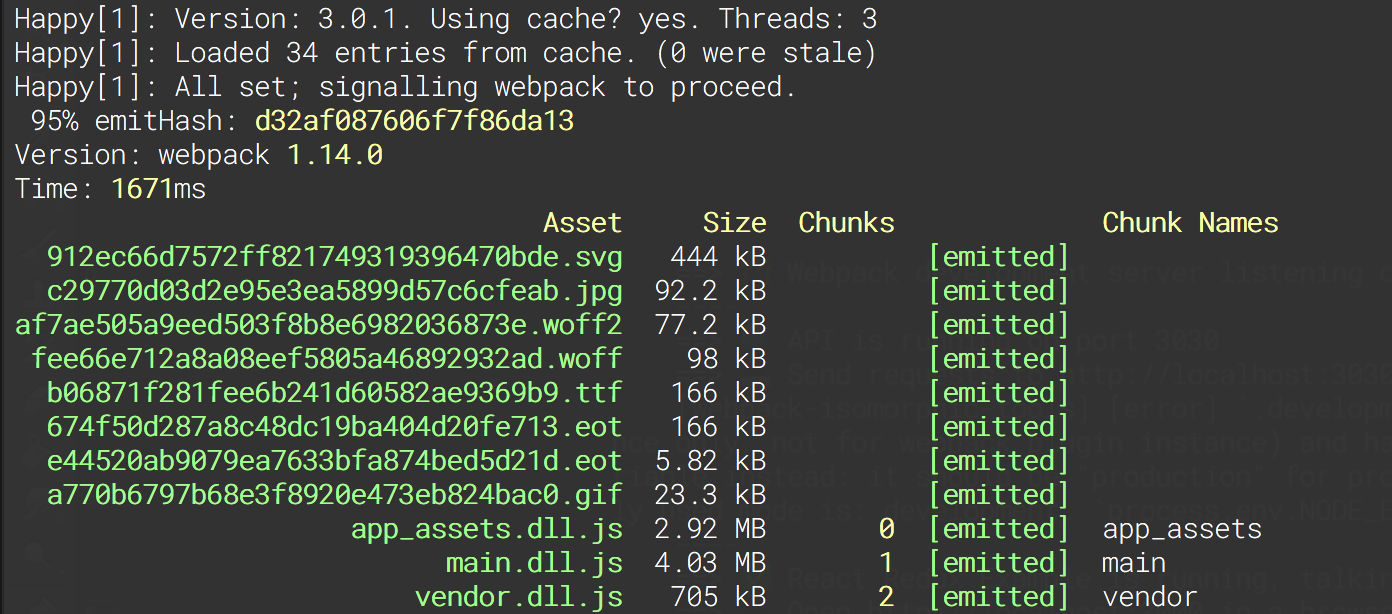 Happy[1]: Version: 3.0.1. Using cache? yes. Threads: 3
Happy[1]: Loaded 34 entries from cache. (0 were stale)
Happy[1]: All set; signalling webpack to proceed.
95% emitHash: d32af087606f7f86da13
Version: webpack 1.14.0
Time: 1671ms
Asset Size Chunks Chunk Names
912ec66d7572ff821749319396470bde.svg 444 kB [emitted]
c29770d03d2e95e3ea5899d57c6cfeab.jpg 92.2 kB [emitted]
af7ae505a9eed503f8b8e6982036873e.woff2 77.2 kB [emitted]
fee66e712a8a08eef5805a46892932ad.woff 98 kB [emitted]
b06871f281fee6b241d60582ae9369b9.ttf 166 kB [emitted]
674f50d287a8c48dc19ba404d20fe713.eot 166 kB [emitted]
e44520ab9079ea7633bfa874bed5d21d.eot 5.82 kB [emitted]
a770b6797b68e3f8920e473eb824bac0.gif 23.3 kB [emitted]
app_assets.dll.js 2.92 MB 0 [emitted] app_assets
main.dll.js 4.03 MB 1 [emitted] main
vendor.dll.js 705 kB 2 [emitted] vendor